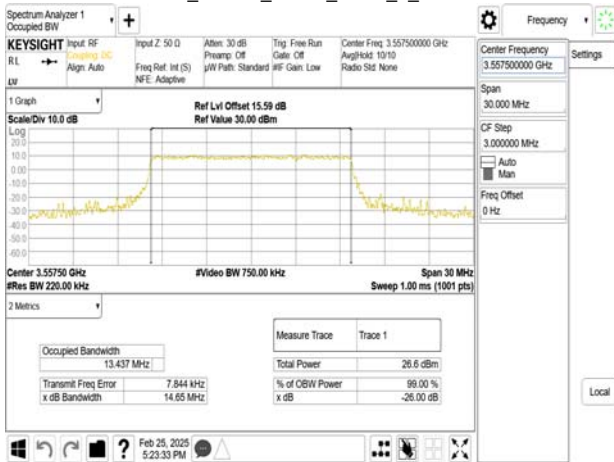 Spectrum Analyzer 1
Occupied BW
+
Frequency
KEYSIGHT
RL
Input: RF
Coupling: DC
Align: Auto
Input Z: 50 Ω
Freq Ref: Int (S)
NFE: Adaptive
Atten: 30 dB
Preamp: Off
µW Path: Standard
Trig: Free Run
Gate: Off
#IF Gain: Low
Center Freq: 3.557500000 GHz
Avg|Hold: 10/10
Radio Std: None
Center Frequency
3.557500000 GHz
Settings
Span
30.000 MHz
CF Step
3.000000 MHz
Auto
Man
Freq Offset
0 Hz
Local
1 Graph
Scale/Div 10.0 dB
Ref Lvl Offset 15.59 dB
Ref Value 30.00 dBm
Log
20.0
10.0
0.00
-10.0
-20.0
-30.0
-40.0
-50.0
-60.0
Center 3.55750 GHz
#Res BW 220.00 kHz
#Video BW 750.00 kHz
Span 30 MHz
Sweep 1.00 ms (1001 pts)
2 Metrics
Measure Trace Trace 1
Occupied Bandwidth
13.437 MHz
Total Power 26.6 dBm
Transmit Freq Error 7.844 kHz
% of OBW Power 99.00 %
x dB Bandwidth 14.65 MHz
x dB -26.00 dB
?
Feb 25, 2025
5:23:33 PM